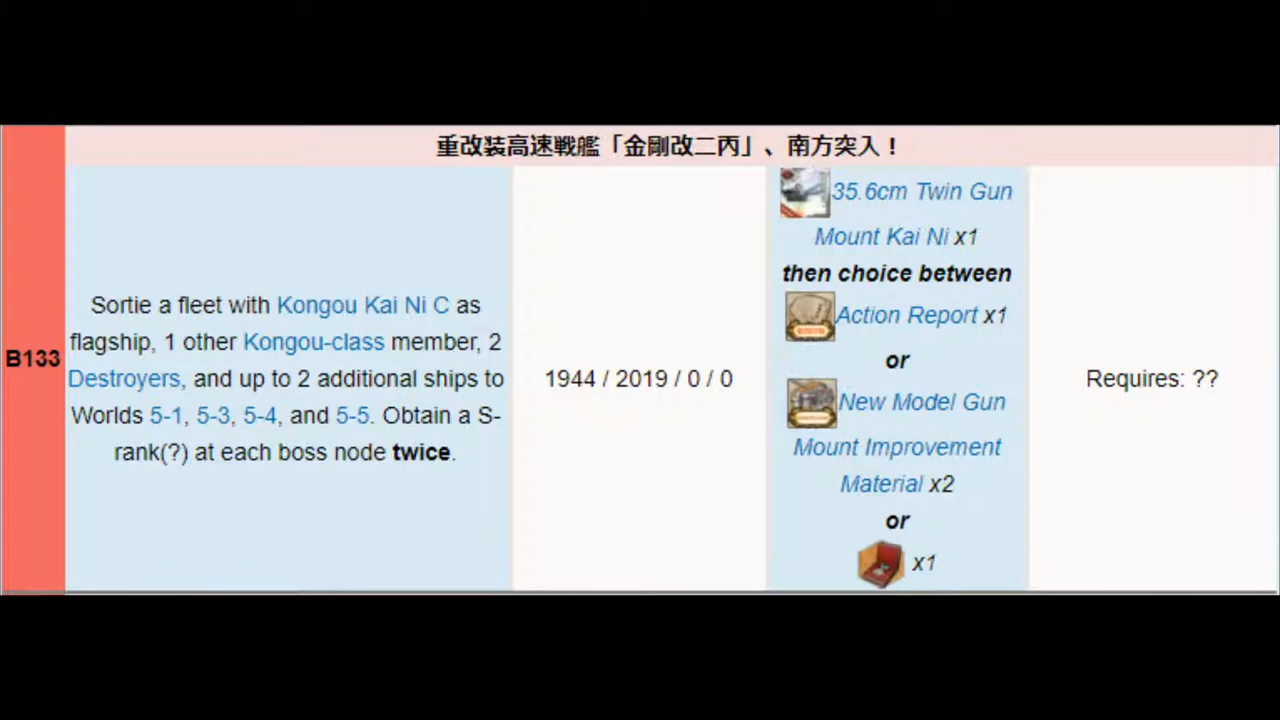 重改装高速戦艦「金剛改二丙」、南方突入！
B133
Sortie a fleet with Kongou Kai Ni C as
flagship, 1 other Kongou-class member, 2
Destroyers, and up to 2 additional ships to
Worlds 5-1, 5-3, 5-4, and 5-5. Obtain a S-
rank(?) at each boss node twice.
1944 / 2019 / 0 / 0
35.6cm Twin Gun
Mount Kai Ni x1
then choice between
Action Report x1
or
New Model Gun
Mount Improvement
Material x2
or
x1
Requires: ??